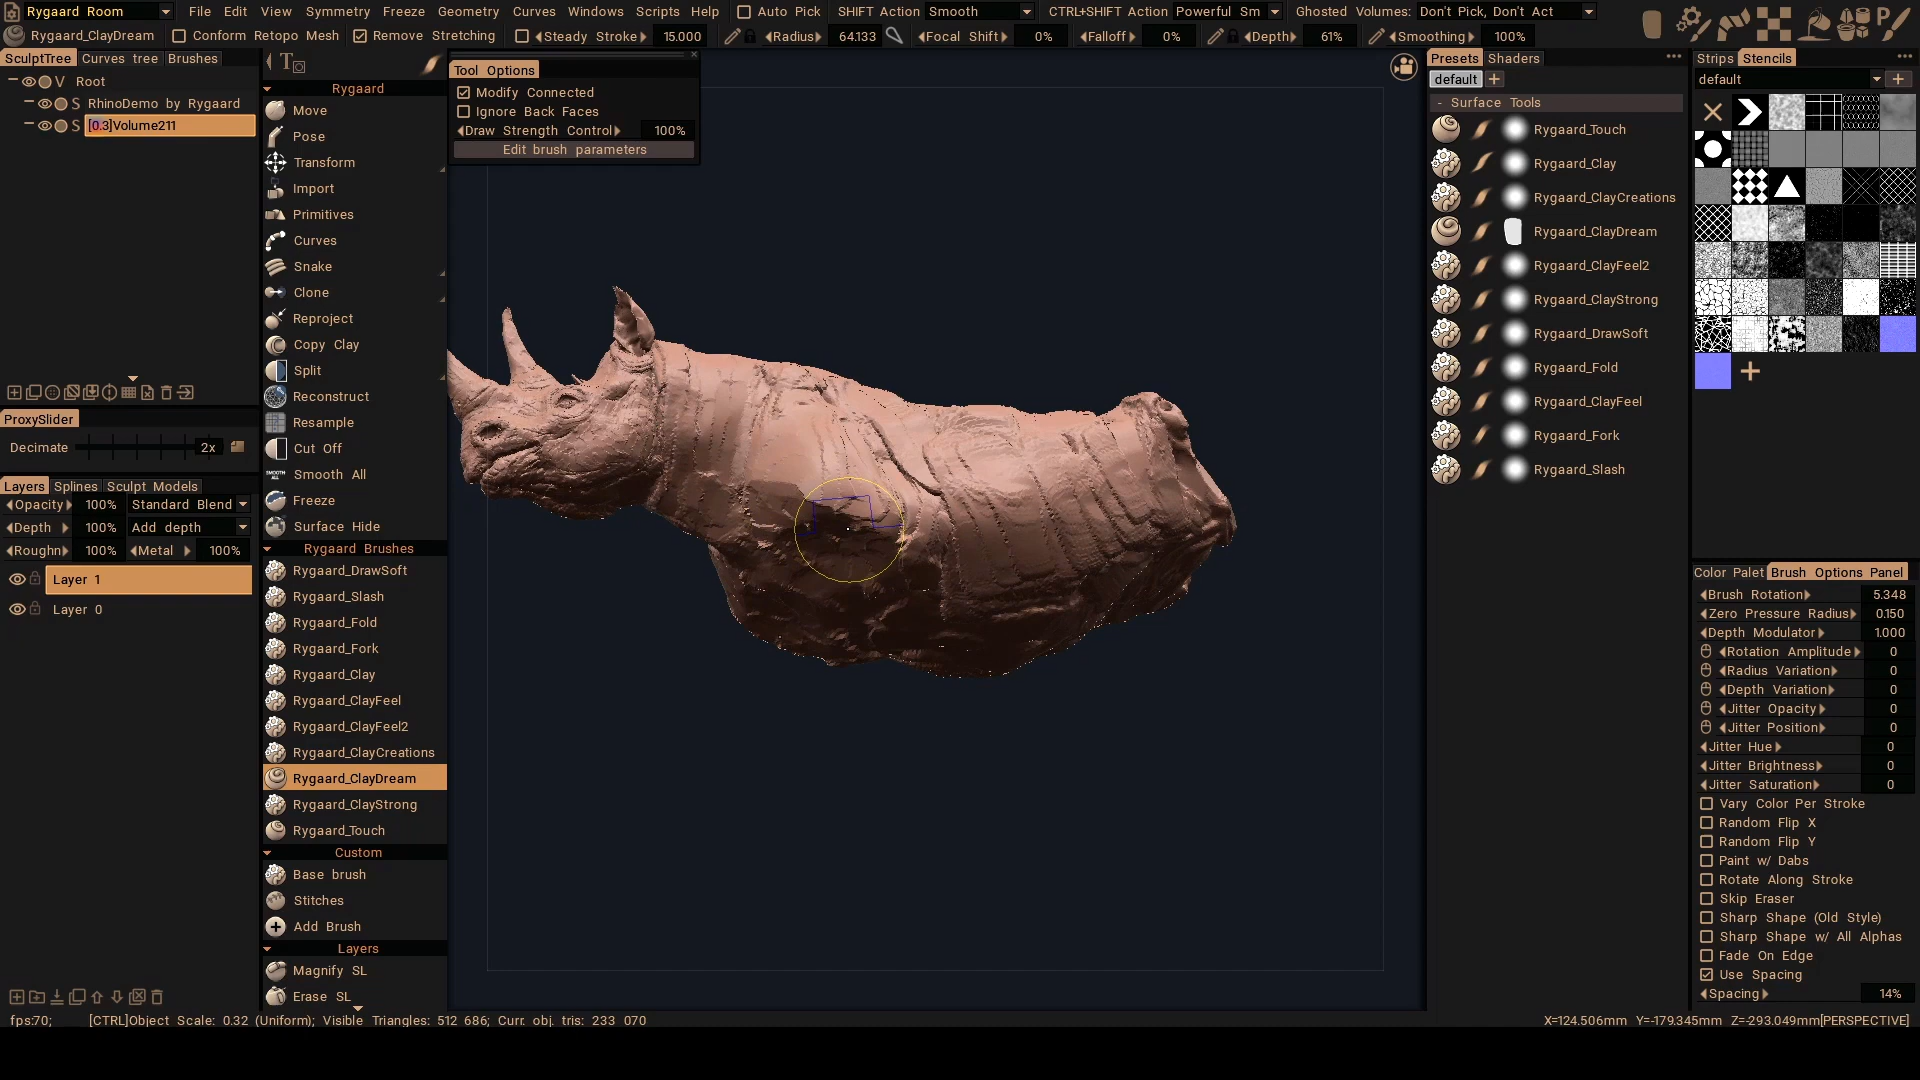 Rygaard Room File Edit View Symmetry Freeze Geometry Curves Windows Scripts Help Auto Pick SHIFT Action Smooth CTRL+SHIFT Action Powerful Sm Ghosted Volumes: Don't Pick, Don't Act
Rygaard_ClayDream Conform Retopo Mesh Remove Stretching Steady Stroke 15.000 Radius 64.133 Focal Shift 0% Falloff 0% Depth 61% Smoothing 100%
SculptTree Curves tree Brushes
V Root
S RhinoDemo by Rygaard
S [0.3]Volume211
ProxySlider
Decimate 2x
Layers Splines Sculpt Models
Opacity 100% Standard Blend
Depth 100% Add depth
Roughn 100% Metal 100%
Layer 1
Layer 0
Rygaard
Move
Pose
Transform
Import
Primitives
Curves
Snake
Clone
Reproject
Copy Clay
Split
Reconstruct
Resample
Cut Off
Smooth All
Freeze
Surface Hide
Rygaard Brushes
Rygaard_DrawSoft
Rygaard_Slash
Rygaard_Fold
Rygaard_Fork
Rygaard_Clay
Rygaard_ClayFeel
Rygaard_ClayFeel2
Rygaard_ClayCreations
Rygaard_ClayDream
Rygaard_ClayStrong
Rygaard_Touch
Custom
Base brush
Stitches
Add Brush
Layers
Magnify SL
Erase SL
Tool Options
Modify Connected
Ignore Back Faces
Draw Strength Control 100%
Edit brush parameters
Presets Shaders
default
- Surface Tools
Rygaard_Touch
Rygaard_Clay
Rygaard_ClayCreations
Rygaard_ClayDream
Rygaard_ClayFeel2
Rygaard_ClayStrong
Rygaard_DrawSoft
Rygaard_Fold
Rygaard_ClayFeel
Rygaard_Fork
Rygaard_Slash
Strips Stencils
default
Color Palet Brush Options Panel
Brush Rotation 5.348
Zero Pressure Radius 0.150
Depth Modulator 1.000
Rotation Amplitude 0
Radius Variation 0
Depth Variation 0
Jitter Opacity 0
Jitter Position 0
Jitter Hue 0
Jitter Brightness 0
Jitter Saturation 0
Vary Color Per Stroke
Random Flip X
Random Flip Y
Paint w/ Dabs
Rotate Along Stroke
Skip Eraser
Sharp Shape (Old Style)
Sharp Shape w/ All Alphas
Fade On Edge
Use Spacing
Spacing 14%
fps:70; [CTRL]Object Scale: 0.32 (Uniform); Visible Triangles: 512 686; Curr. obj. tris: 233 070 X=124.506mm Y=-179.345mm Z=-293.049mm[PERSPECTIVE]